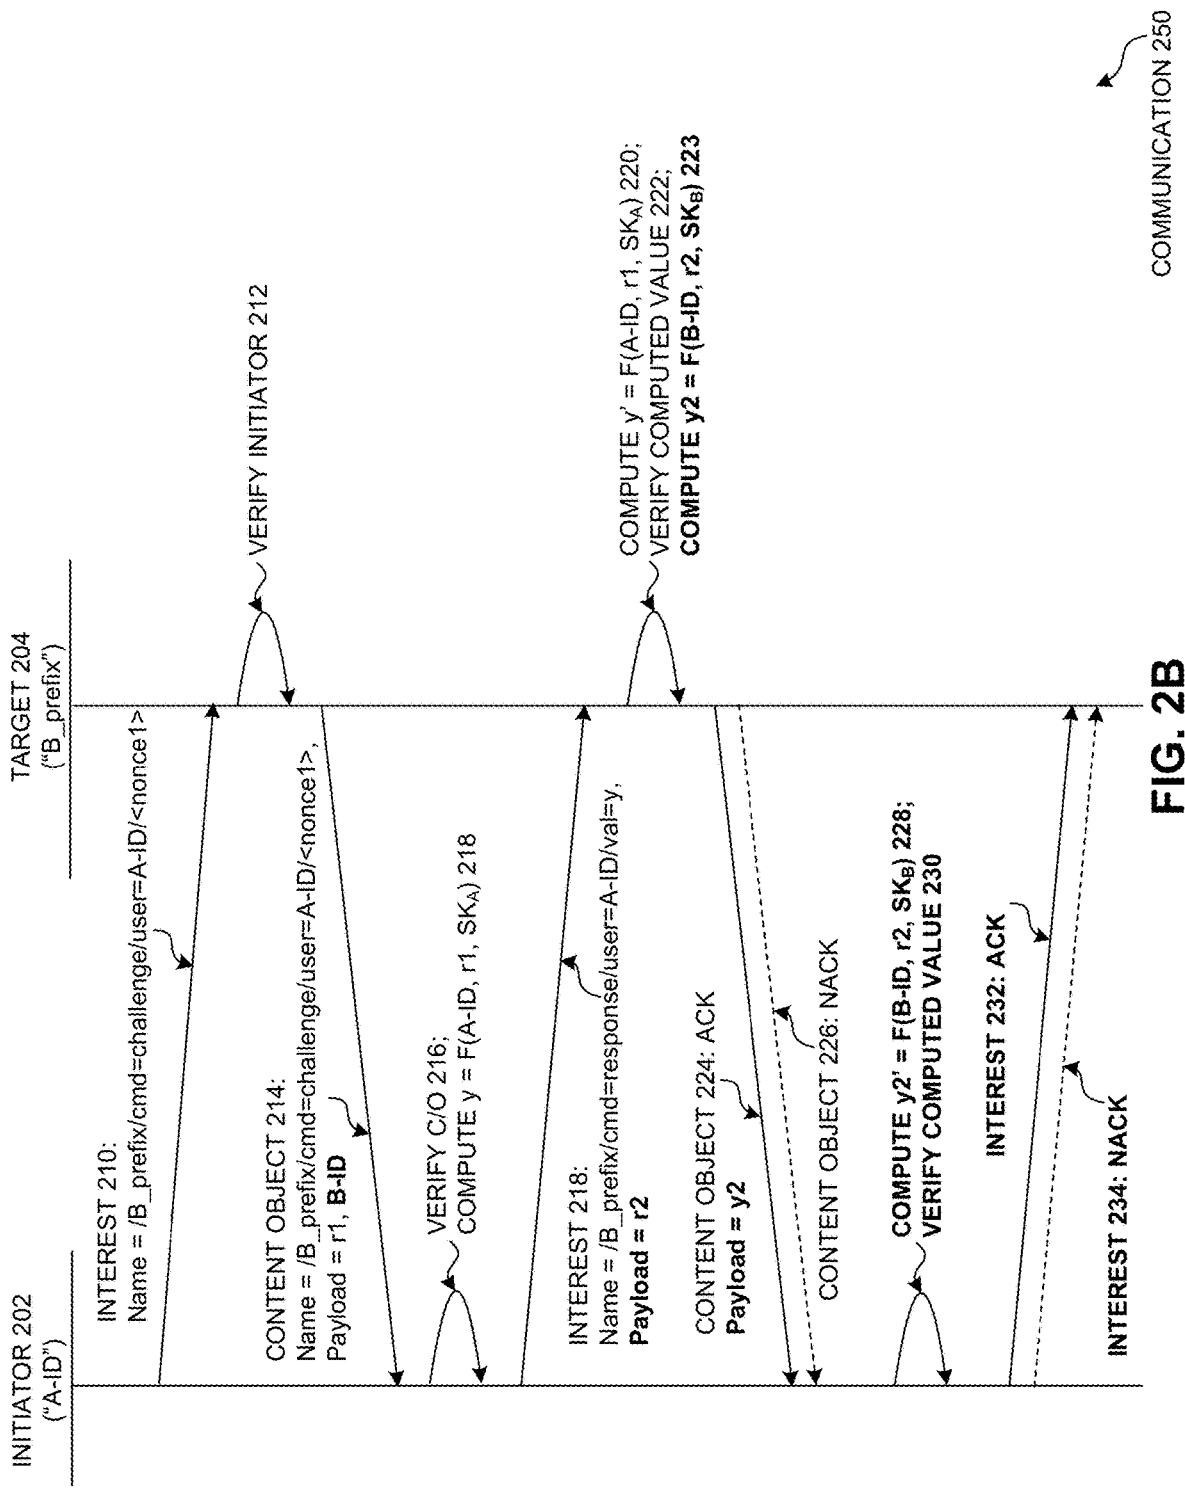 INITIATOR 202
("A-ID")
TARGET 204
("B_prefix")
INTEREST 210:
Name = /B_prefix/cmd=challenge/user=A-ID/<nonce1>
VERIFY INITIATOR 212
CONTENT OBJECT 214:
Name = /B_prefix/cmd=challenge/user=A-ID/<nonce1>,
Payload = r1, B-ID
VERIFY C/O 216;
COMPUTE y = F(A-ID, r1, SKA) 218
INTEREST 218:
Name = /B_prefix/cmd=response/user=A-ID/val=y,
Payload = r2
COMPUTE y' = F(A-ID, r1, SKA) 220;
VERIFY COMPUTED VALUE 222;
COMPUTE y2 = F(B-ID, r2, SKB) 223
CONTENT OBJECT 224: ACK
Payload = y2
CONTENT OBJECT 226: NACK
COMPUTE y2' = F(B-ID, r2, SKB) 228;
VERIFY COMPUTED VALUE 230
INTEREST 232: ACK
INTEREST 234: NACK
COMMUNICATION 250
FIG. 2B